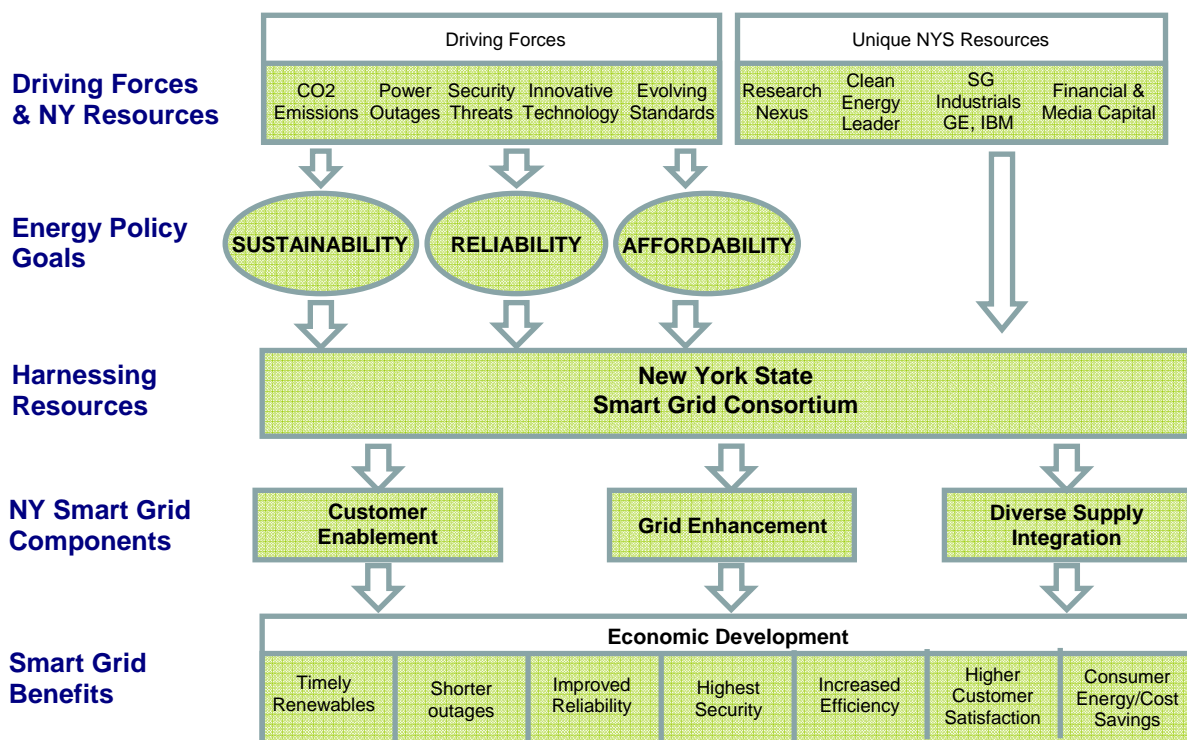 Driving Forces
Unique NYS Resources
Driving Forces
& NY Resources
CO2
Emissions
Power
Outages
Security
Threats
Innovative
Technology
Evolving
Standards
Research
Nexus
Clean
Energy
Leader
SG
Industrials
GE, IBM
Financial &
Media Capital
Energy Policy
Goals
SUSTAINABILITY
RELIABILITY
AFFORDABILITY
Harnessing
Resources
New York State
Smart Grid Consortium
NY Smart Grid
Components
Customer
Enablement
Grid Enhancement
Diverse Supply
Integration
Smart Grid
Benefits
Economic Development
Timely
Renewables
Shorter
outages
Improved
Reliability
Highest
Security
Increased
Efficiency
Higher
Customer
Satisfaction
Consumer
Energy/Cost
Savings